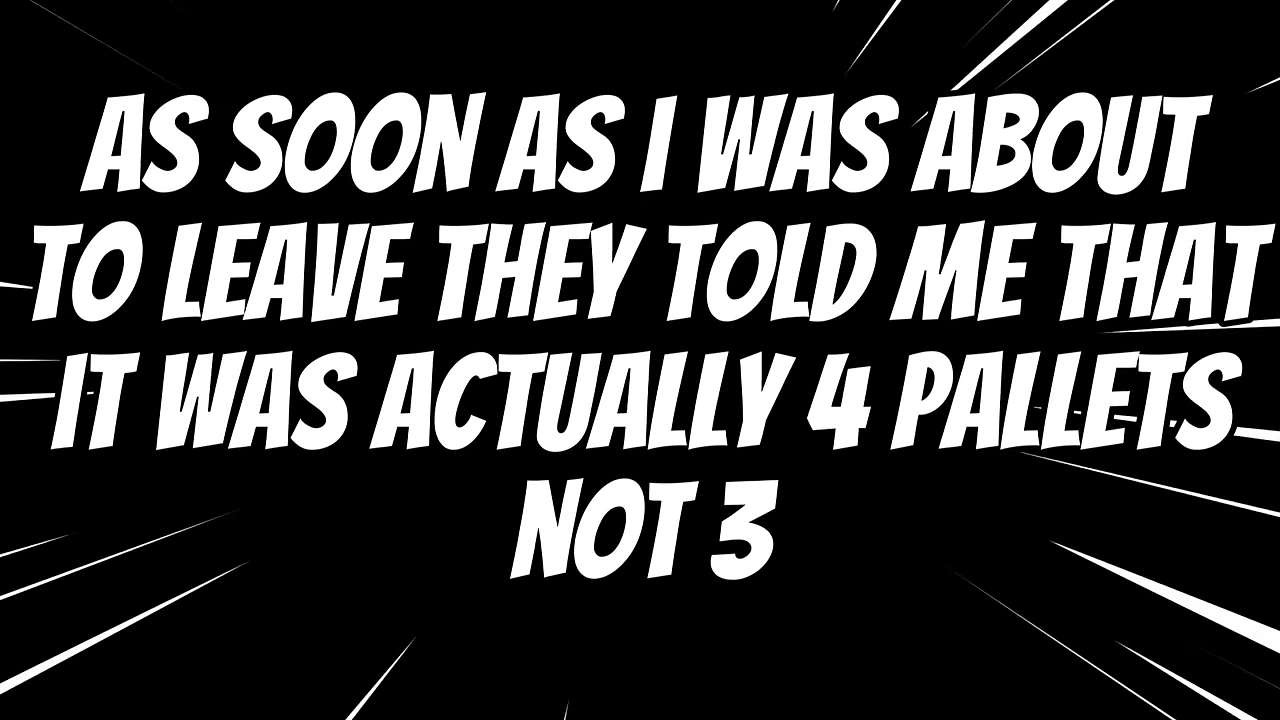 AS SOON AS I WAS ABOUT
TO LEAVE THEY TOLD ME THAT
IT WAS ACTUALLY 4 PALLETS
NOT 3